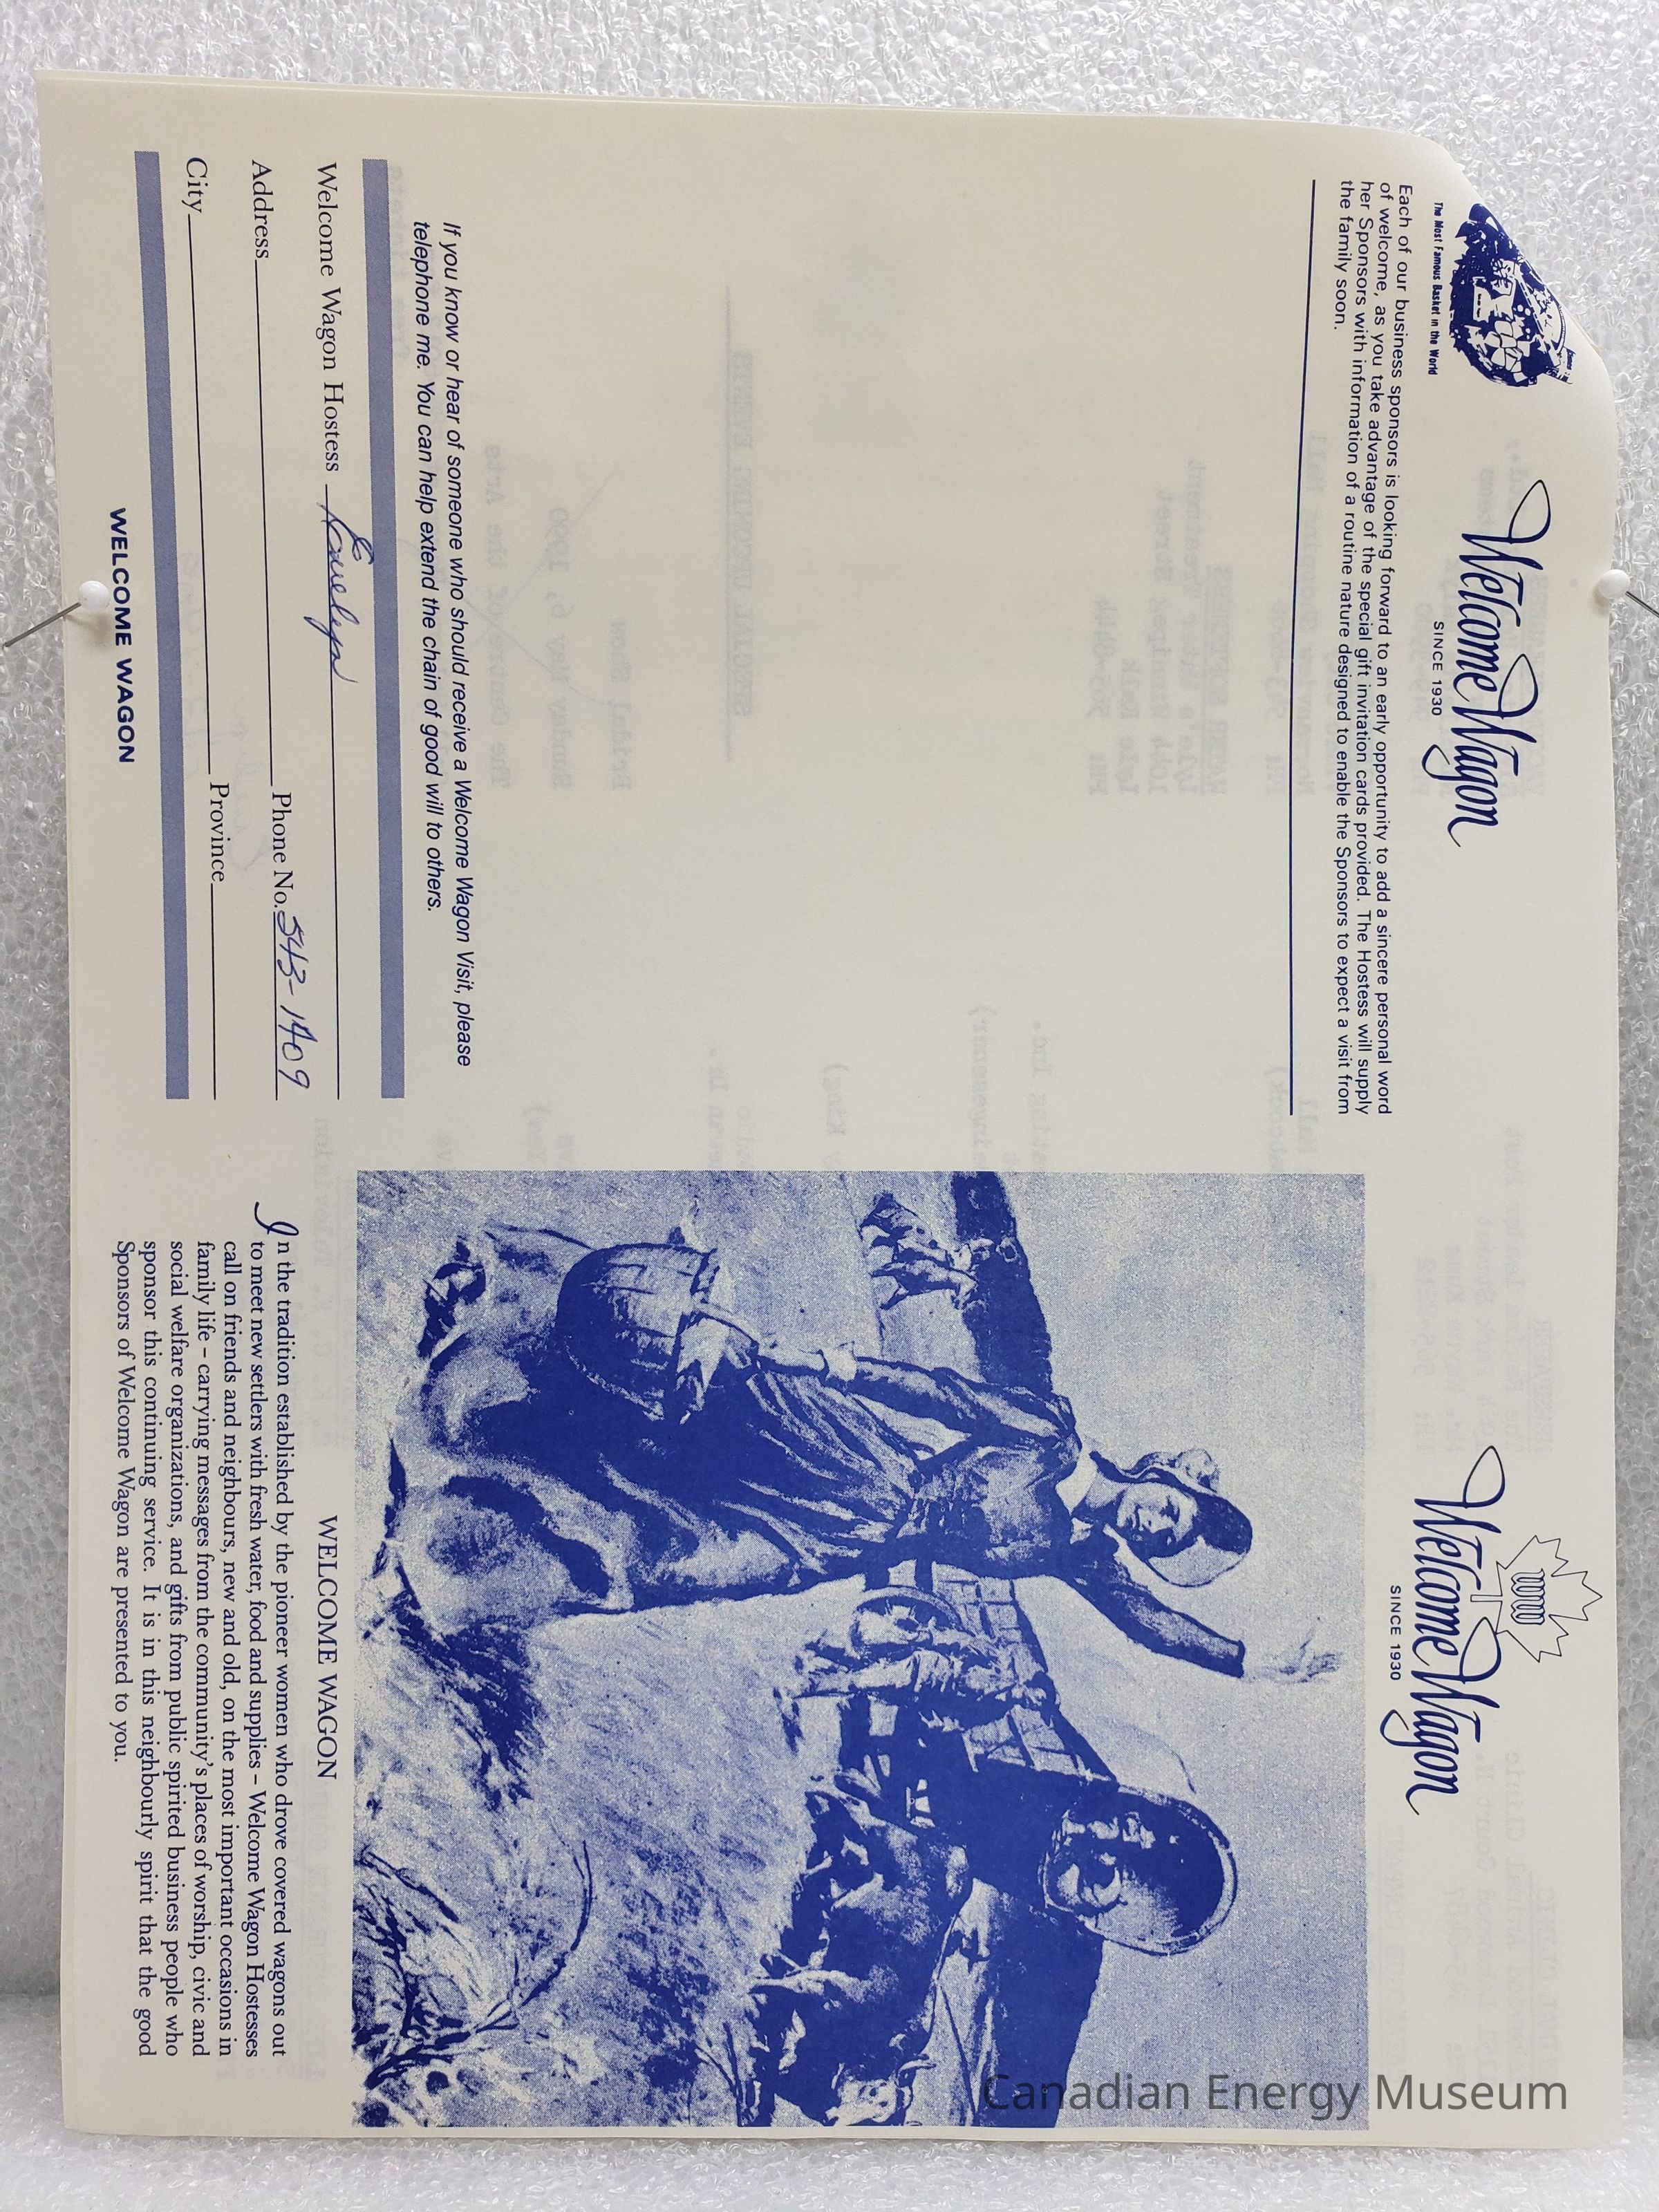 The Most Famous Basket in the World
Welcome Wagon
SINCE 1930
Each of our business sponsors is looking forward to an early opportunity to add a sincere personal word
of welcome, as you take advantage of the special gift invitation cards provided. The Hostess will supply
her Sponsors with information of a routine nature designed to enable the Sponsors to expect a visit from
the family soon.
If you know or hear of someone who should receive a Welcome Wagon Visit, please
telephone me. You can help extend the chain of good will to others.
Welcome Wagon Hostess
Address Phone No. 543-1409
City Province
WELCOME WAGON
Welcome Wagon
SINCE 1930
WELCOME WAGON
In the tradition established by the pioneer women who drove covered wagons out
to meet new settlers with fresh water, food and supplies – Welcome Wagon Hostesses
call on friends and neighbours, new and old, on the most important occasions in
family life – carrying messages from the community's places of worship, civic and
social welfare organizations, and gifts from public spirited business people who
sponsor this continuing service. It is in this neighbourly spirit that the good
Sponsors of Welcome Wagon are presented to you.
Canadian Energy Museum